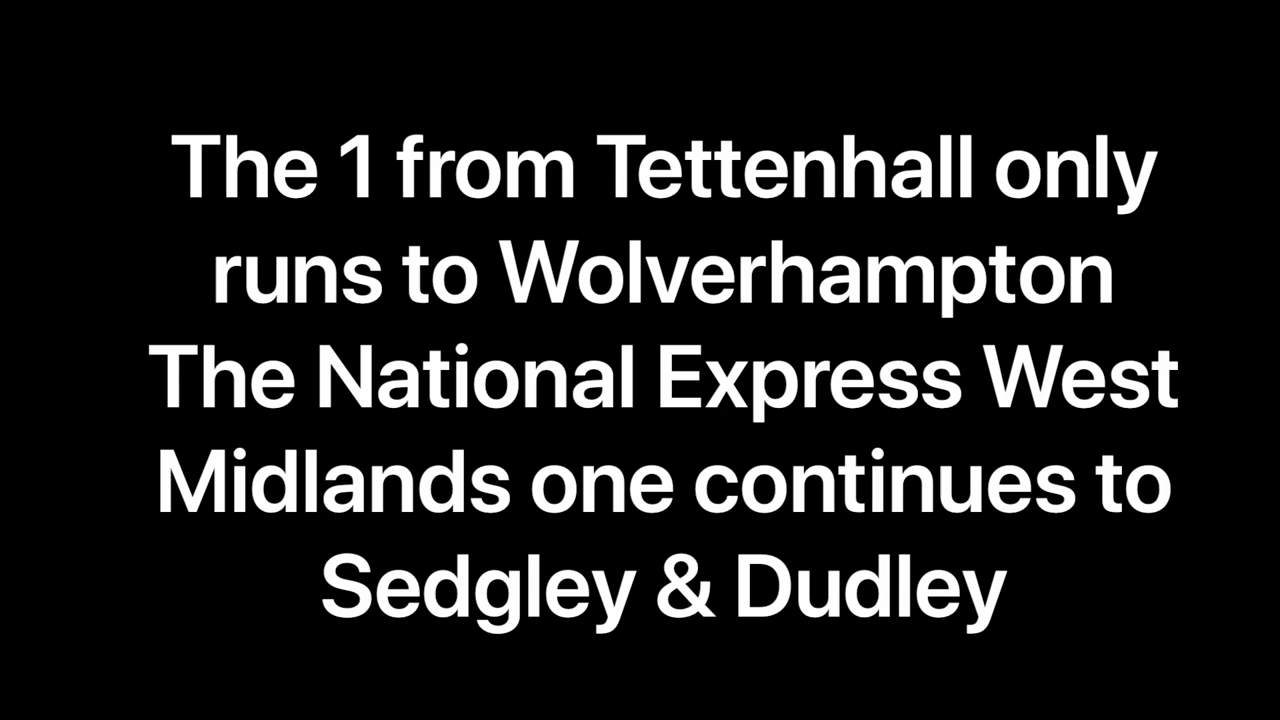 The 1 from Tettenhall only
runs to Wolverhampton
The National Express West
Midlands one continues to
Sedgley & Dudley